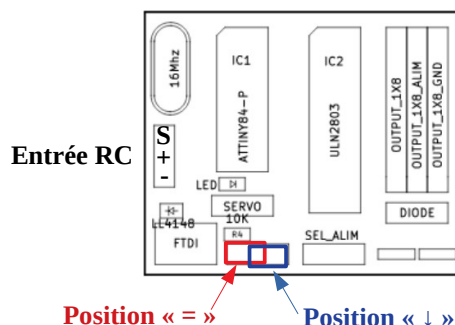 16Mhz
IC1
ATTINY84-P
IC2
ULN2803
OUTPUT_1X8
OUTPUT_1X8_ALIM
OUTPUT_1X8_GND
Entrée RC
S
+
-
LED
SERVO
10K
LL4148
R4
FTDI
SEL_ALIM
DIODE
Position « = »
Position « ↓ »